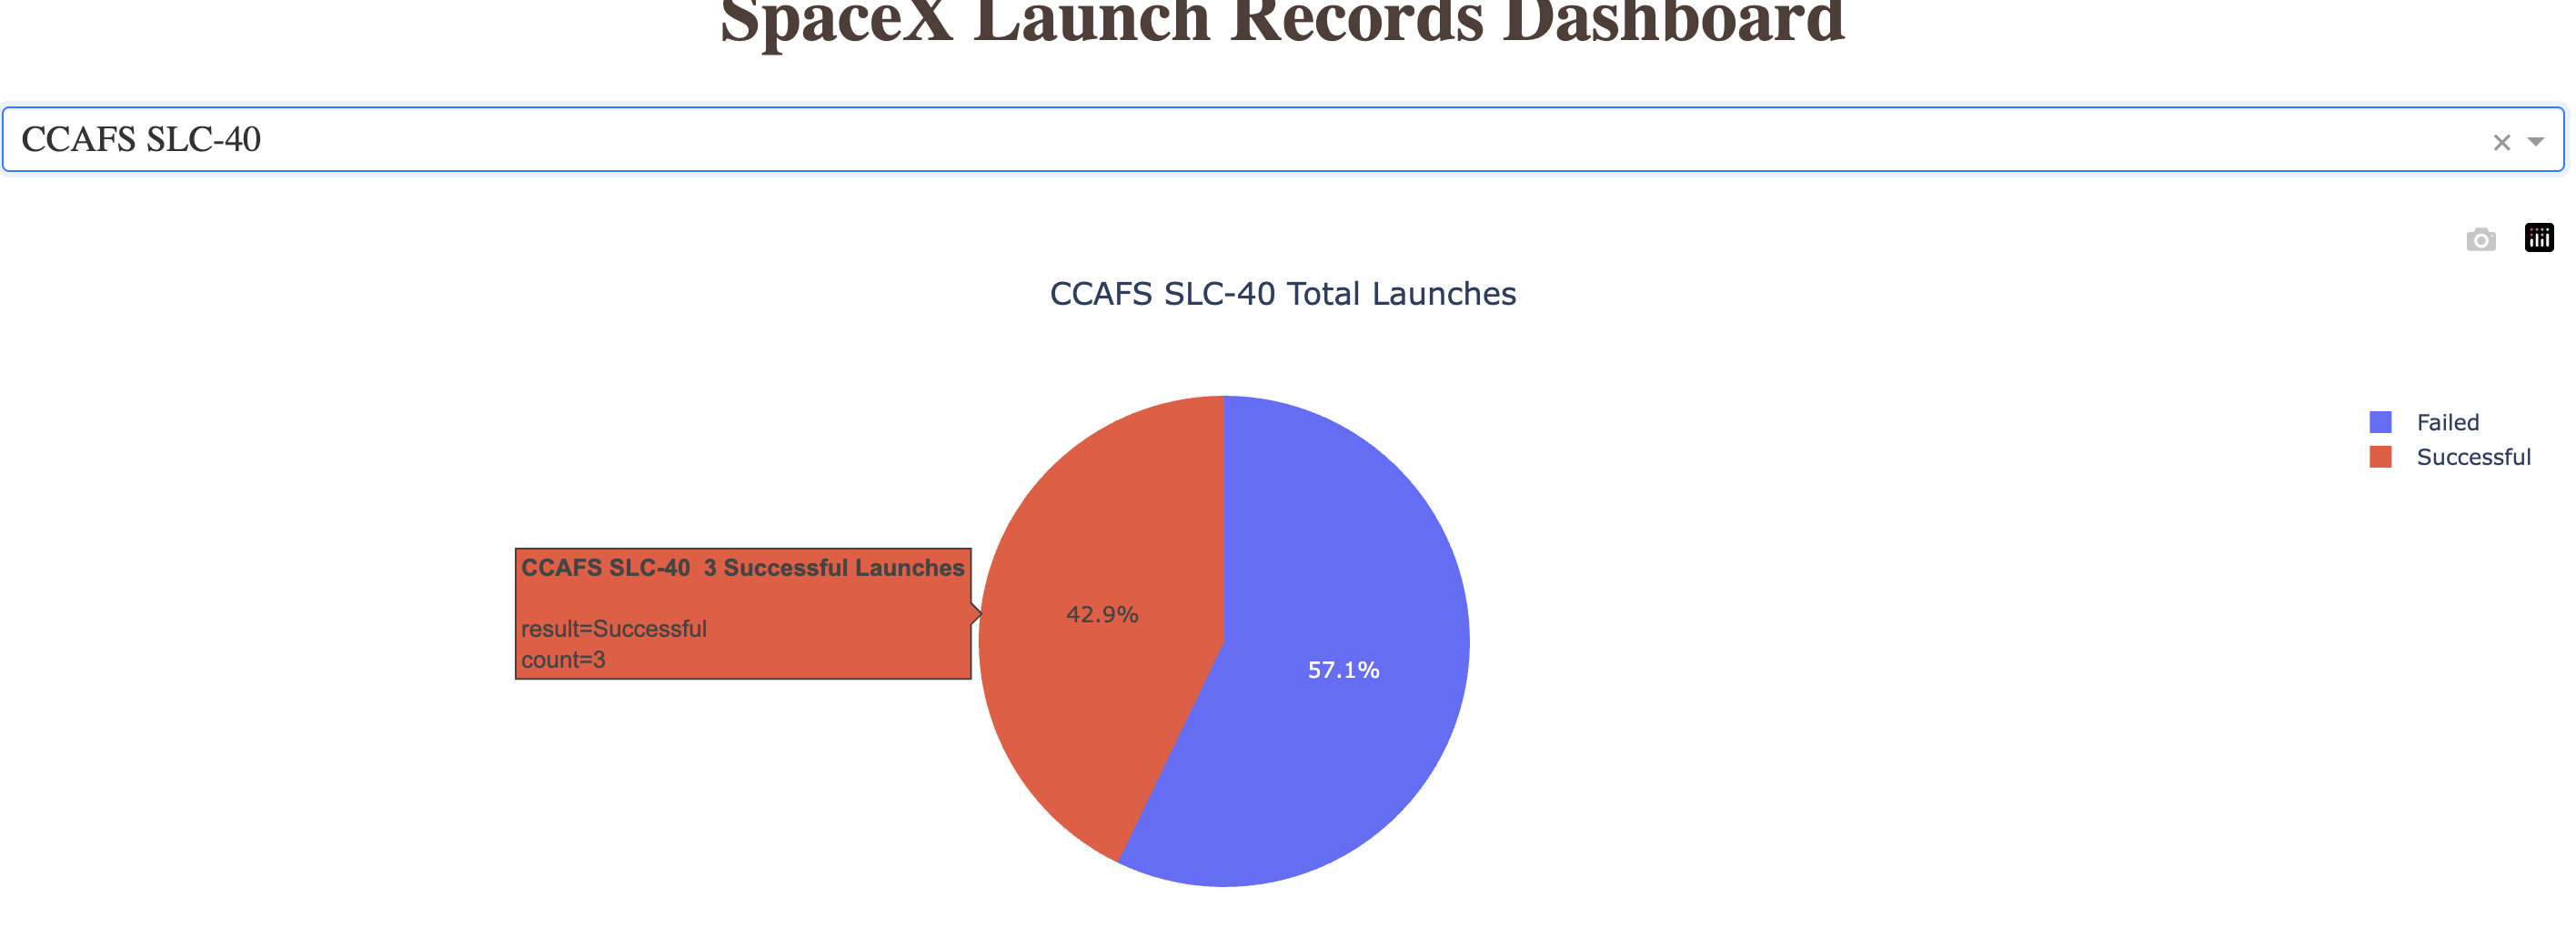 SpaceX Launch Records Dashboard
CCAFS SLC-40
CCAFS SLC-40 Total Launches
Failed
Successful
CCAFS SLC-40  3 Successful Launches
result=Successful
count=3
42.9%
57.1%